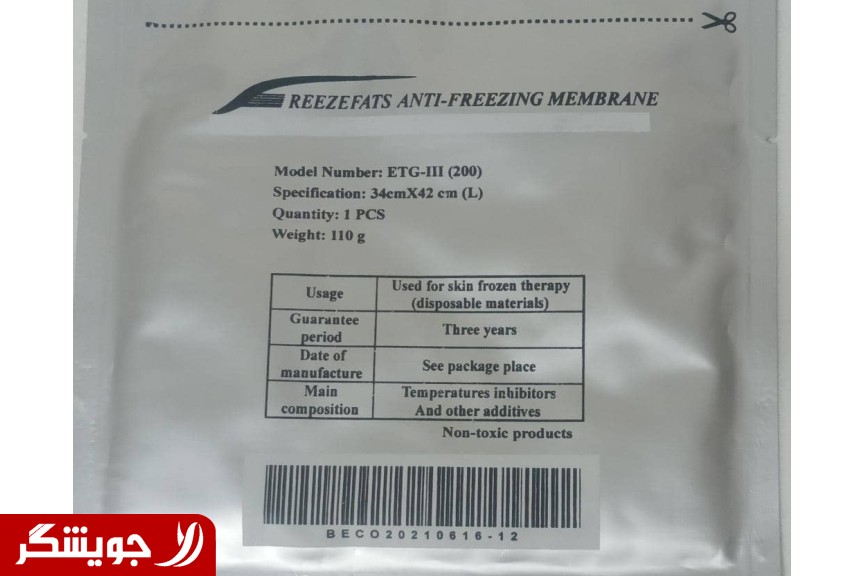 REEZEFATS ANTI-FREEZING MEMBRANE
Model Number: ETG-III (200)
Specification: 34cmX42 cm (L)
Quantity: 1 PCS
Weight: 110 g
Usage
Used for skin frozen therapy
(disposable materials)
Guarantee
period
Three years
Date of
manufacture
See package place
Main
composition
Temperatures inhibitors
And other additives
Non-toxic products
BECO20210616-12
جویشگر